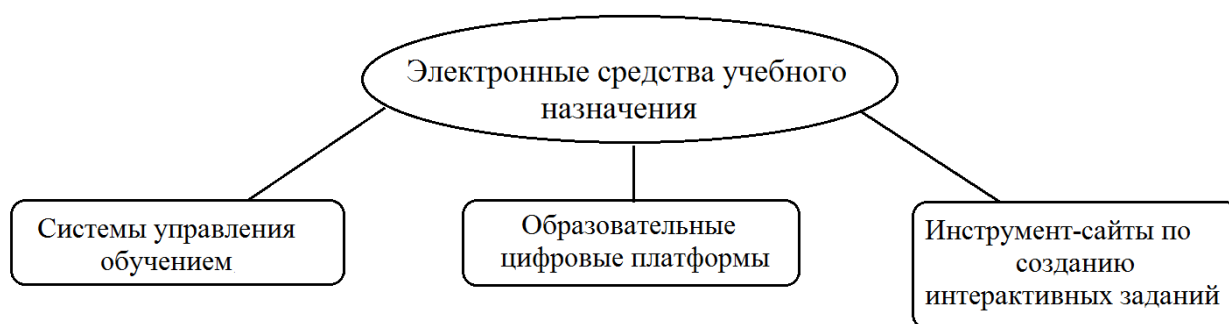 Электронные средства учебного
назначения
Системы управления
обучением
Образовательные
цифровые платформы
Инструмент-сайты по
созданию
интерактивных заданий